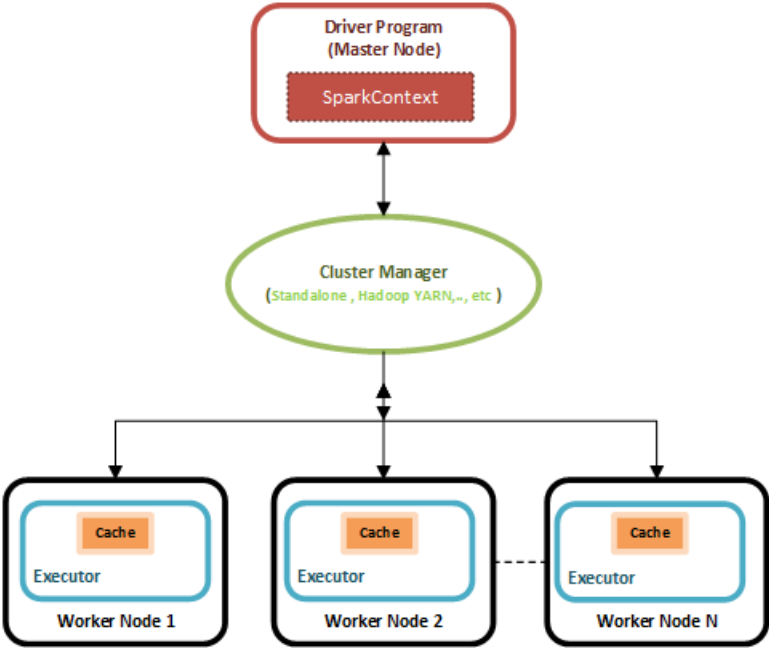 Driver Program
(Master Node)
SparkContext
Cluster Manager
(Standalone , Hadoop YARN,.., etc )
Cache
Executor
Worker Node 1
Cache
Executor
Worker Node 2
Cache
Executor
Worker Node N